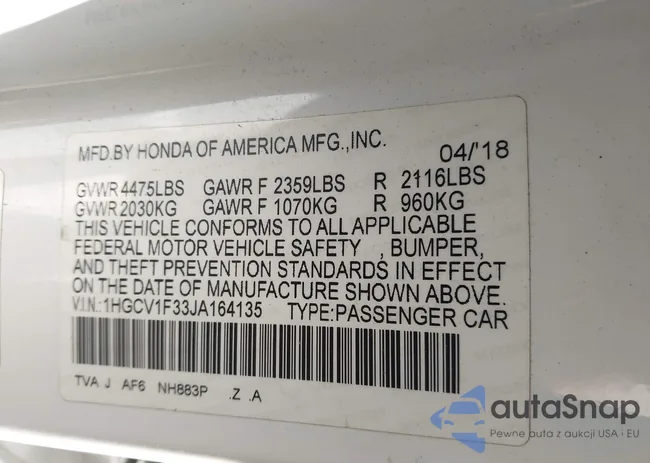 MFD.BY HONDA OF AMERICA MFG.,INC. 04/'18
GVWR 4475LBS GAWR F 2359LBS R 2116LBS
GVWR 2030KG GAWR F 1070KG R 960KG
THIS VEHICLE CONFORMS TO ALL APPLICABLE
FEDERAL MOTOR VEHICLE SAFETY , BUMPER,
AND THEFT PREVENTION STANDARDS IN EFFECT
ON THE DATE OF MANUFACTURE SHOWN ABOVE.
V.I.N.:1HGCV1F33JA164135 TYPE:PASSENGER CAR
TVA J AF6 NH883P .Z .A
autaSnap
Pewne auta z aukcji USA i EU